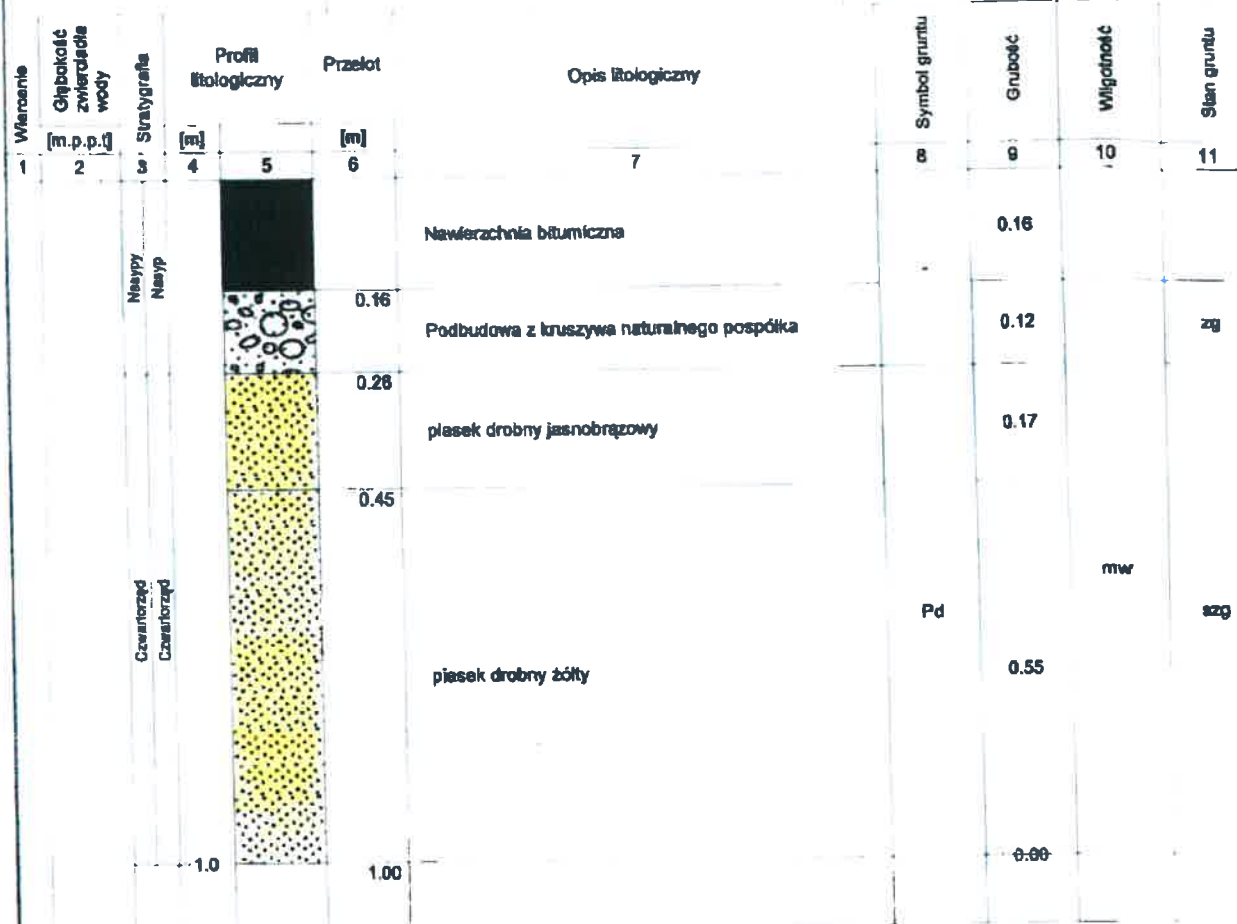 Wiercenie
Głębokość
zwierciadła
wody
[m.p.p.t]
Stratygrafia
Profil
litologiczny
[m]
Przelot
[m]
Opis litologiczny
Symbol gruntu
Grubość
Wilgotność
Stan gruntu
1 2 3 4 5 6 7 8 9 10 11
Nasypy
Nasyp
Nawierzchnia bitumiczna
-
0.16
0.16
Podbudowa z kruszywa naturalnego pospółka
0.12
zg
0.28
piasek drobny jasnobrązowy
0.17
0.45
Czwartorzęd
Czwartorzęd
piasek drobny żółty
Pd
0.55
mw
szg
1.0
1.00
0.00